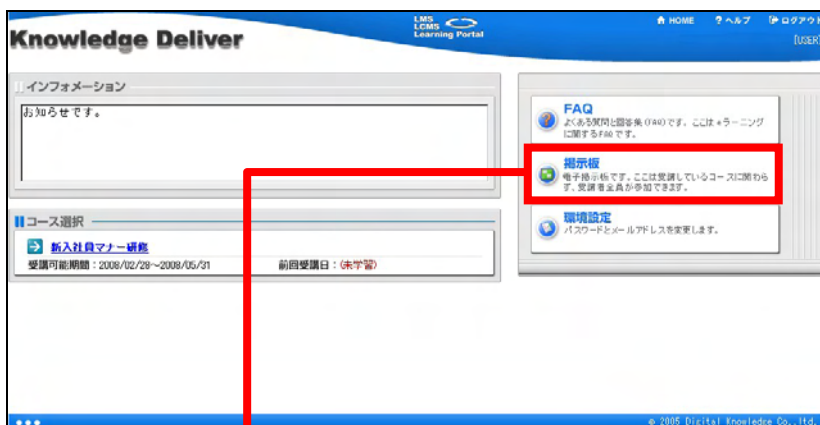 LMS
LCMS
Learning Portal
HOME ?ヘルプ ログアウト
Knowledge Deliver
[USER]
インフォメーション
お知らせです。
FAQ
よくある質問と回答集(FAQ)です。ここは eラーニング
に関するFAQです。
掲示板
電子掲示板です。ここは受講しているコースに関わら
ず、受講者全員が参加できます。
環境設定
パスワードとメールアドレスを変更します。
コース選択
新入社員マナー研修
受講可能期間:2008/02/29~2008/05/31 前回受講日:(未学習)
© 2005 Digital Knowledge Co., ltd.